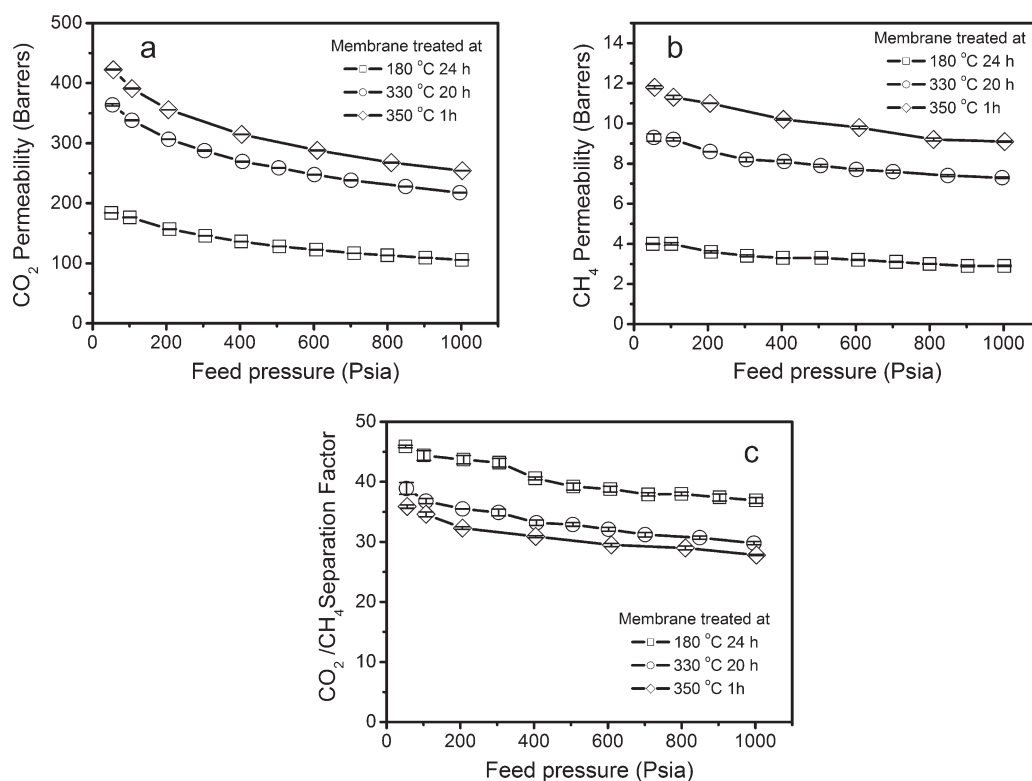 a
Membrane treated at
180 °C 24 h
330 °C 20 h
350 °C 1h
CO2 Permeability (Barrers)
500
400
300
200
100
0
0 200 400 600 800 1000
Feed pressure (Psia)
b
Membrane treated at
180 °C 24 h
330 °C 20 h
350 °C 1h
CH4 Permeability (Barrers)
14
12
10
8
6
4
2
0
0 200 400 600 800 1000
Feed pressure (Psia)
c
CO2 /CH4 Separation Factor
50
40
30
20
10
0
Membrane treated at
180 °C 24 h
330 °C 20 h
350 °C 1h
0 200 400 600 800 1000
Feed pressure (Psia)